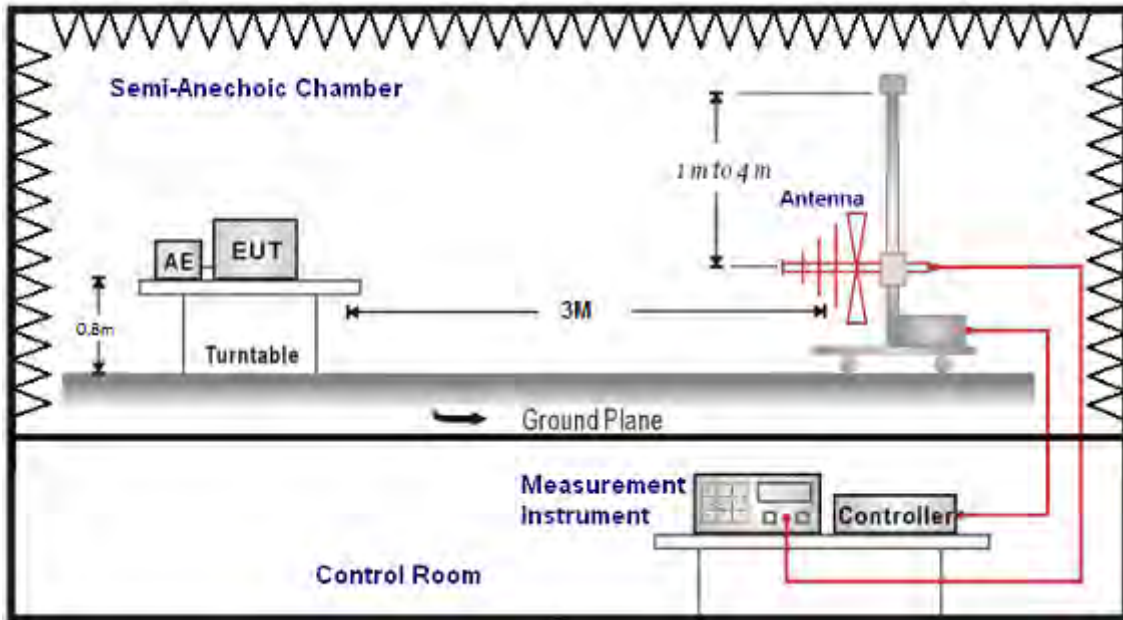 Semi-Anechoic Chamber
1 m to 4 m
Antenna
AE
EUT
0.8m
3M
Turntable
Ground Plane
Measurement
Instrument
Controller
Control Room